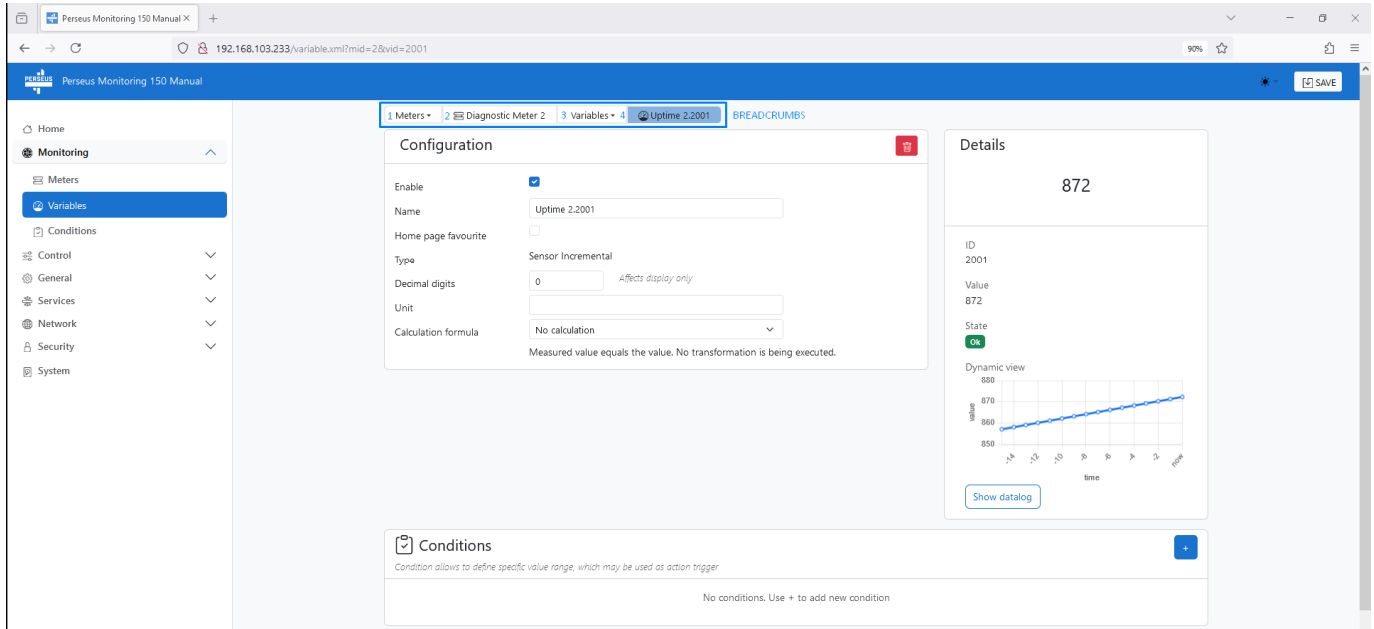 Perseus Monitoring 150 Manual
192.168.103.233/variable.xml?mid=2&vid=2001
90%
PERSEUS
Perseus Monitoring 150 Manual
SAVE
Home
Monitoring
Meters
Variables
Conditions
Control
General
Services
Network
Security
System
1 Meters 2 Diagnostic Meter 2 3 Variables 4 Uptime 2.2001 BREADCRUMBS
Configuration
Enable
Name Uptime 2.2001
Home page favourite
Type Sensor Incremental
Decimal digits 0 Affects display only
Unit
Calculation formula No calculation
Measured value equals the value. No transformation is being executed.
Details
872
ID
2001
Value
872
State
Ok
Dynamic view
880
870
860
850
value
-14 -12 -10 -8 -6 -4 -2 now
time
Show datalog
Conditions
+
Condition allows to define specific value range, which may be used as action trigger
No conditions. Use + to add new condition